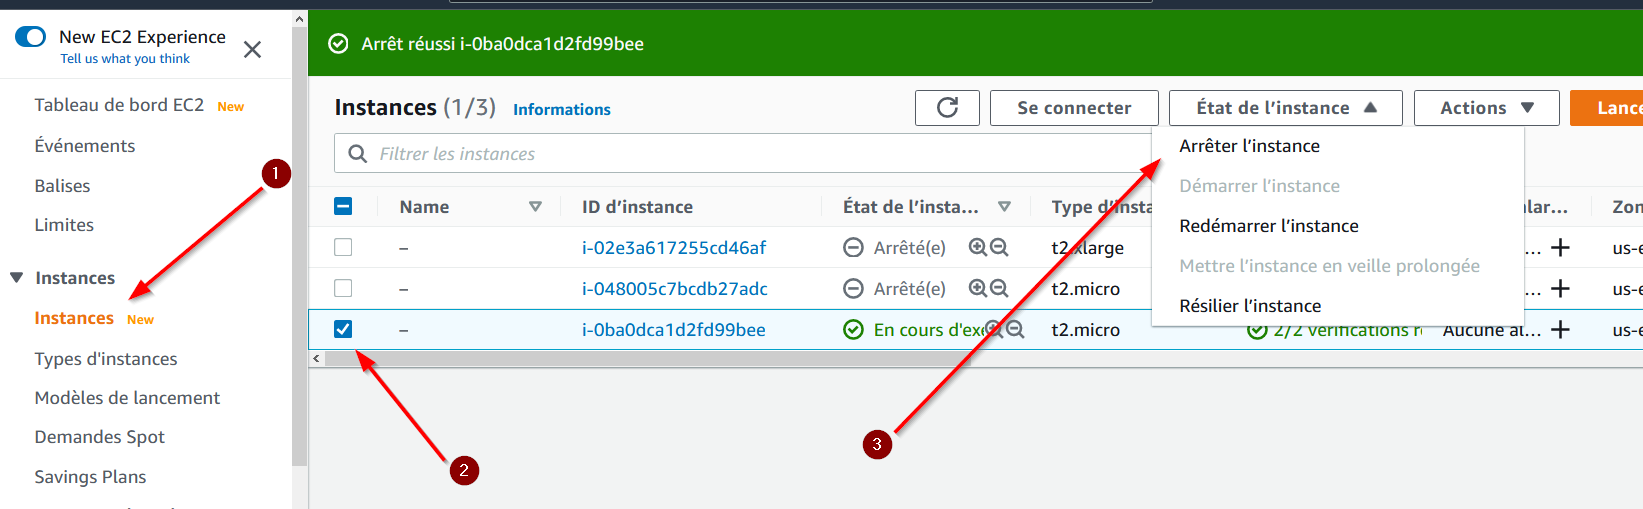 New EC2 Experience
Tell us what you think
Tableau de bord EC2 New
Événements
Balises
Limites
Instances
Instances New
Types d'instances
Modèles de lancement
Demandes Spot
Savings Plans
Arrêt réussi i-0ba0dca1d2fd99bee
Instances (1/3) Informations
Se connecter
État de l'instance
Actions
Lance
Filtrer les instances
Arrêter l'instance
Démarrer l'instance
Redémarrer l'instance
Mettre l'instance en veille prolongée
Résilier l'instance
Name ID d'instance État de l'insta... Type d'insta lar... Zon
– i-02e3a617255cd46af Arrêté(e) t2.xlarge ... us-e
– i-048005c7bcdb27adc Arrêté(e) t2.micro ... us-e
– i-0ba0dca1d2fd99bee En cours d'exé t2.micro 2/2 vérifications r Aucune al... us-e
1
2
3